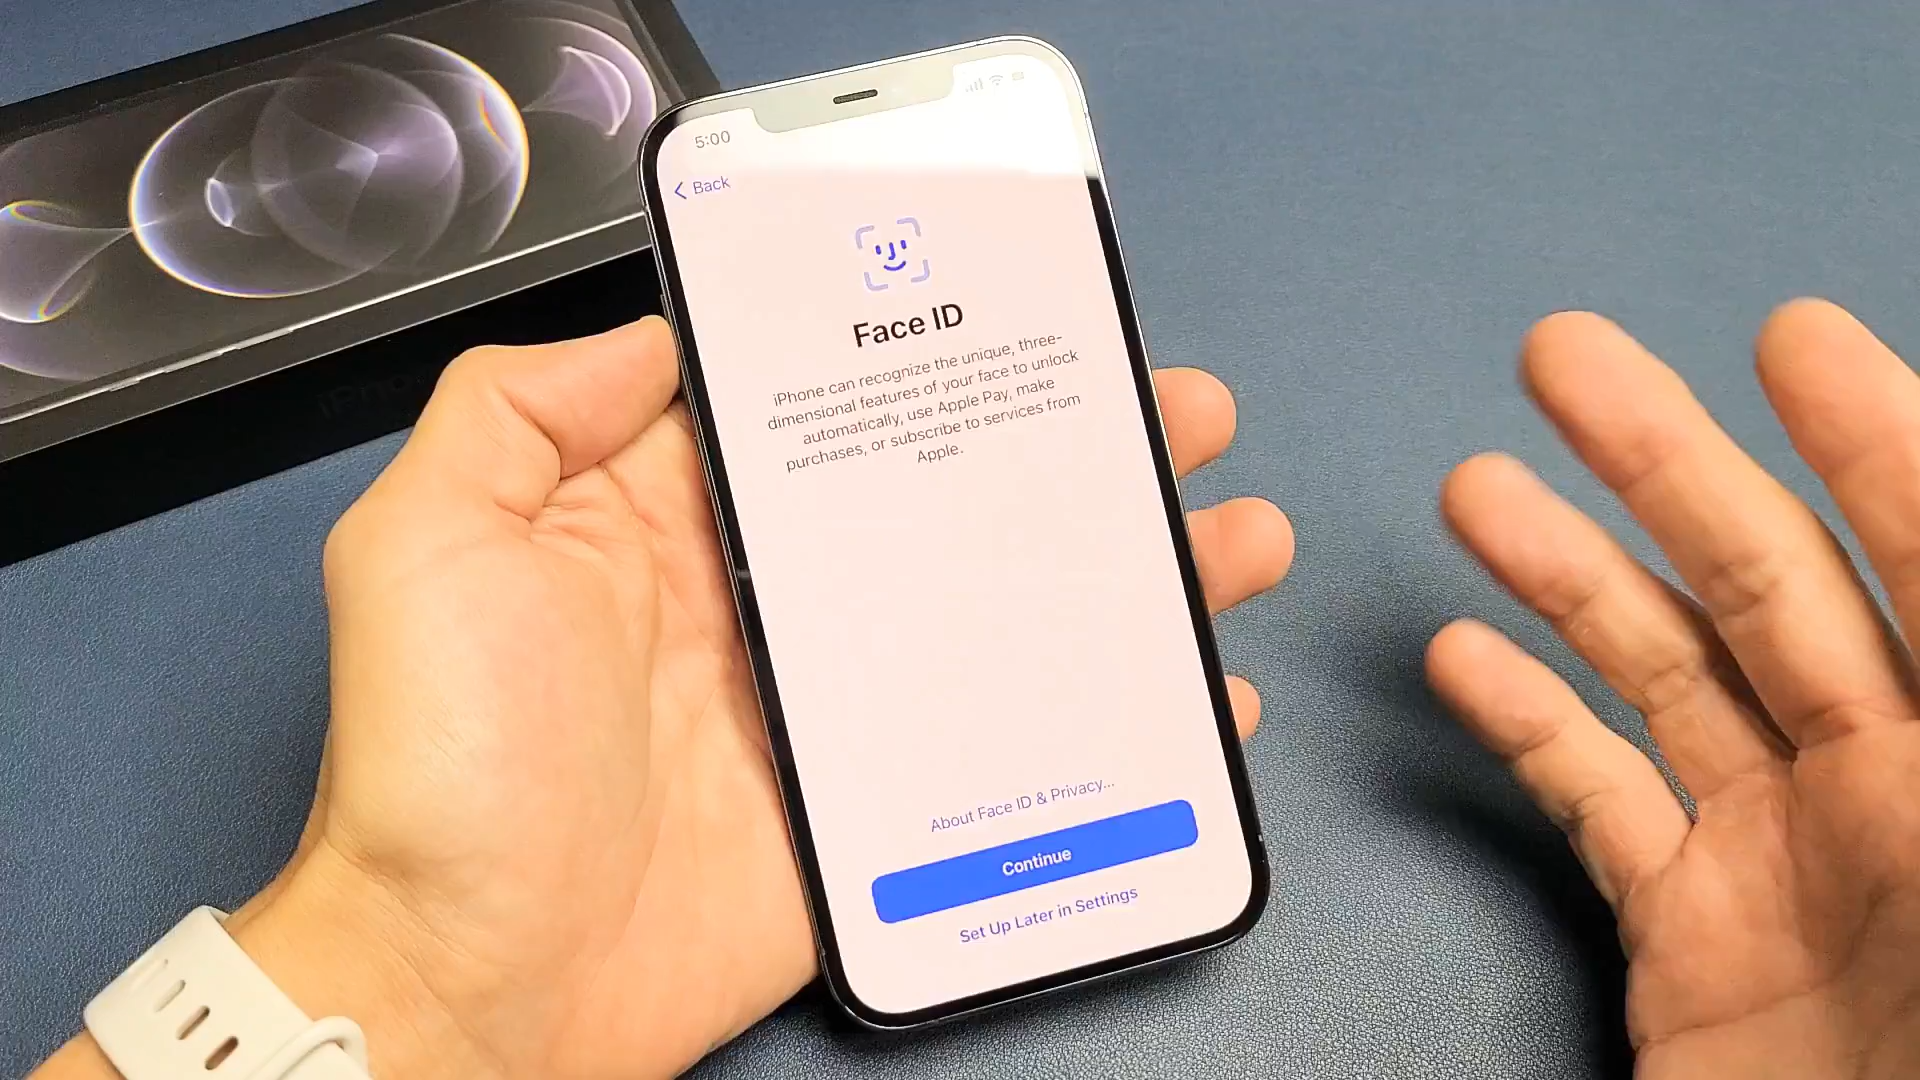 5:00
Back
Face ID
iPhone can recognize the unique, three-
dimensional features of your face to unlock
automatically, use Apple Pay, make
purchases, or subscribe to services from
Apple.
About Face ID & Privacy...
Continue
Set Up Later in Settings